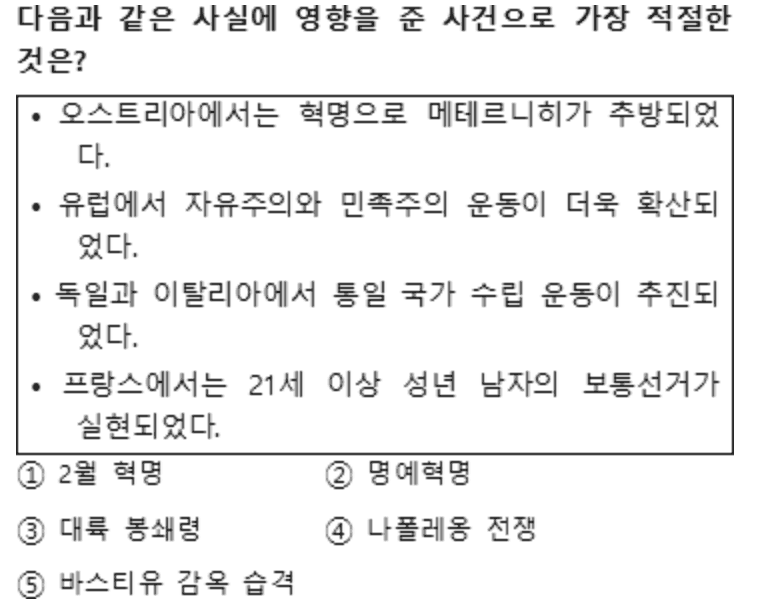 다음과 같은 사실에 영향을 준 사건으로 가장 적절한
것은?
• 오스트리아에서는 혁명으로 메테르니히가 추방되었
다.
• 유럽에서 자유주의와 민족주의 운동이 더욱 확산되
었다.
• 독일과 이탈리아에서 통일 국가 수립 운동이 추진되
었다.
• 프랑스에서는 21세 이상 성년 남자의 보통선거가
실현되었다.
① 2월 혁명 ② 명예혁명
③ 대륙 봉쇄령 ④ 나폴레옹 전쟁
⑤ 바스티유 감옥 습격